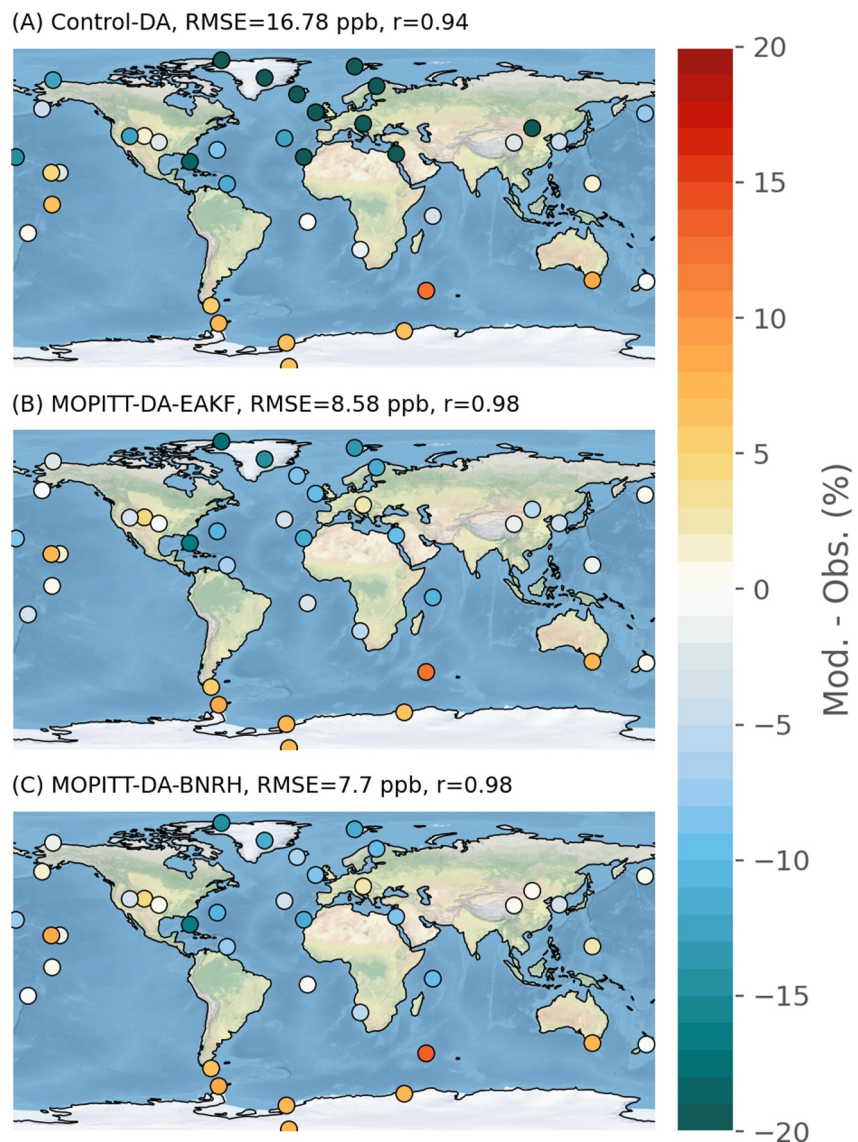 (A) Control-DA, RMSE=16.78 ppb, r=0.94
(B) MOPITT-DA-EAKF, RMSE=8.58 ppb, r=0.98
(C) MOPITT-DA-BNRH, RMSE=7.7 ppb, r=0.98
20
15
10
5
0
−5
−10
−15
−20
Mod. - Obs. (%)